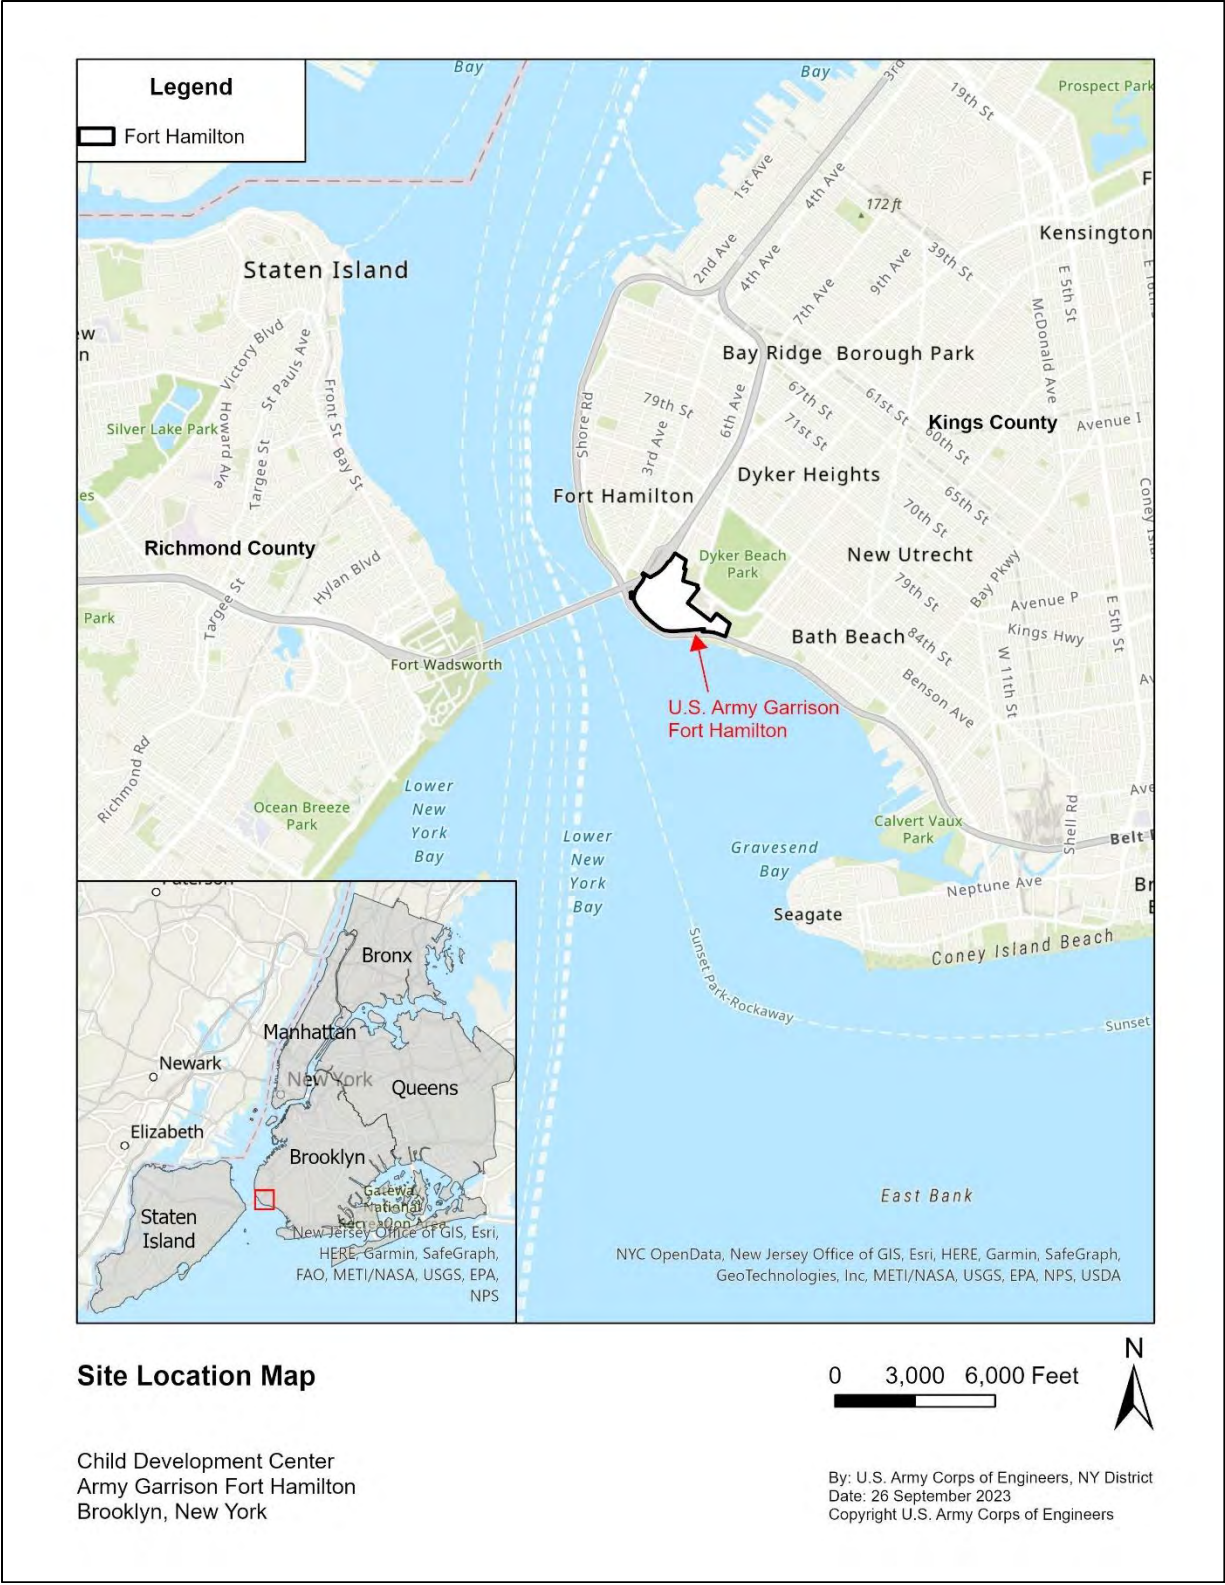 Legend
Fort Hamilton
Bay
Bay
3rd
19th St
Prospect Park
1st Ave
4th Ave
172 ft
F
Kensington
2nd Ave
4th Ave
9th Ave
39th St
E 5th St
Staten Island
7th Ave
McDonald Ave
ew
n
Victory Blvd
St Pauls Ave
Bay Ridge
Borough Park
Front St
Bay St
Shore Rd
79th St
6th Ave
67th St
61st St
Kings County
Avenue I
Silver Lake Park
Howard Ave
3rd Ave
71st St
60th St
Targee St
Dyker Heights
es
Fort Hamilton
65th St
70th St
Richmond County
Dyker Beach
Park
New Utrecht
Hylan Blvd
79th St
Bay Pkwy
Avenue P
E 5th St
Park
Targee St
Kings Hwy
Bath Beach
84th St
Fort Wadsworth
W 11th St
Benson Ave
U.S. Army Garrison
Fort Hamilton
Richmond Rd
Lower
New
York
Bay
Ocean Breeze
Park
Calvert Vaux
Park
Shell Rd
Ave
Lower
New
York
Bay
Gravesend
Bay
Belt
Neptune Ave
Br
Seagate
Coney Island Beach
Sunset Park-Rockaway
Sunset
Bronx
Manhattan
New York
Newark
Queens
Elizabeth
Brooklyn
Gateway
National
Recreation Area
Staten
Island
New Jersey Office of GIS, Esri,
HERE, Garmin, SafeGraph,
FAO, METI/NASA, USGS, EPA,
NPS
East Bank
NYC OpenData, New Jersey Office of GIS, Esri, HERE, Garmin, SafeGraph,
GeoTechnologies, Inc, METI/NASA, USGS, EPA, NPS, USDA
Site Location Map
0 3,000 6,000 Feet
N
Child Development Center
Army Garrison Fort Hamilton
Brooklyn, New York
By: U.S. Army Corps of Engineers, NY District
Date: 26 September 2023
Copyright U.S. Army Corps of Engineers